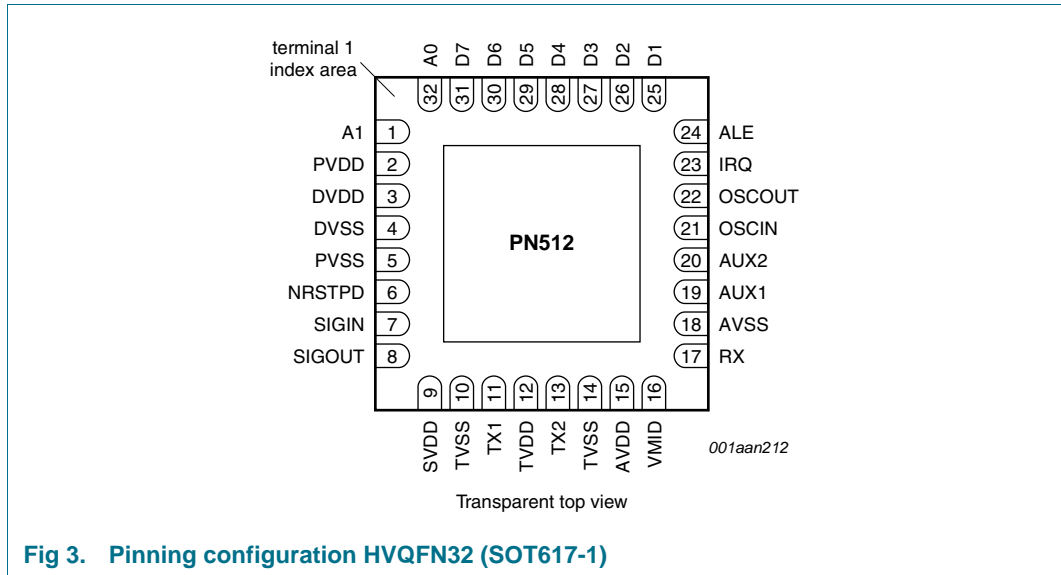 terminal 1
index area
A0
D7
D6
D5
D4
D3
D2
D1
32
31
30
29
28
27
26
25
A1 1
PVDD 2
DVDD 3
DVSS 4
PVSS 5
NRSTPD 6
SIGIN 7
SIGOUT 8
PN512
24 ALE
23 IRQ
22 OSCOUT
21 OSCIN
20 AUX2
19 AUX1
18 AVSS
17 RX
9
10
11
12
13
14
15
16
SVDD
TVSS
TX1
TVDD
TX2
TVSS
AVDD
VMID
001aan212
Transparent top view
Fig 3. Pinning configuration HVQFN32 (SOT617-1)